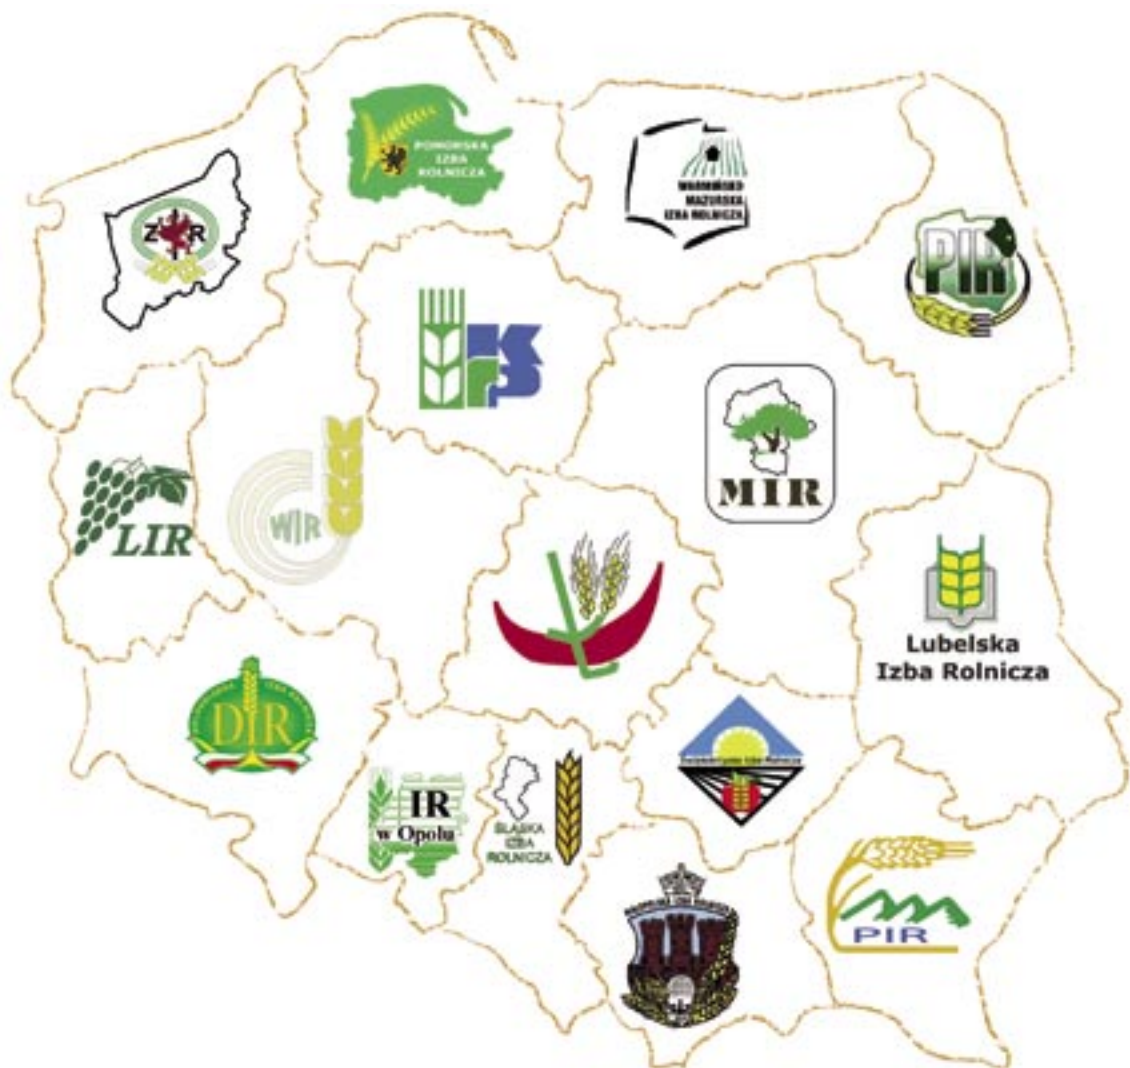 POMORSKA
IZBA
ROLNICZA
WARMIŃSKO
MAZURSKA
IZBA ROLNICZA
Z R
PIR
MIR
LIR
WIR
Lubelska
Izba Rolnicza
DIR
IR
w Opolu
ŚLĄSKA
IZBA
ROLNICZA
PIR